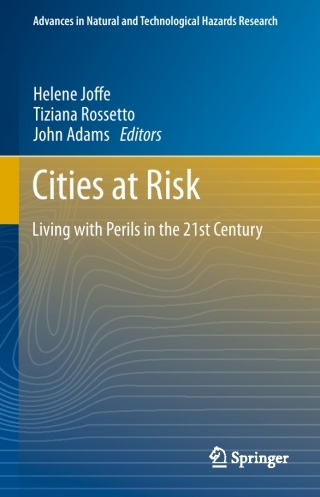 Advances in Natural and Technological Hazards Research
Helene Joffe
Tiziana Rossetto
John Adams Editors
Cities at Risk
Living with Perils in the 21st Century
Springer